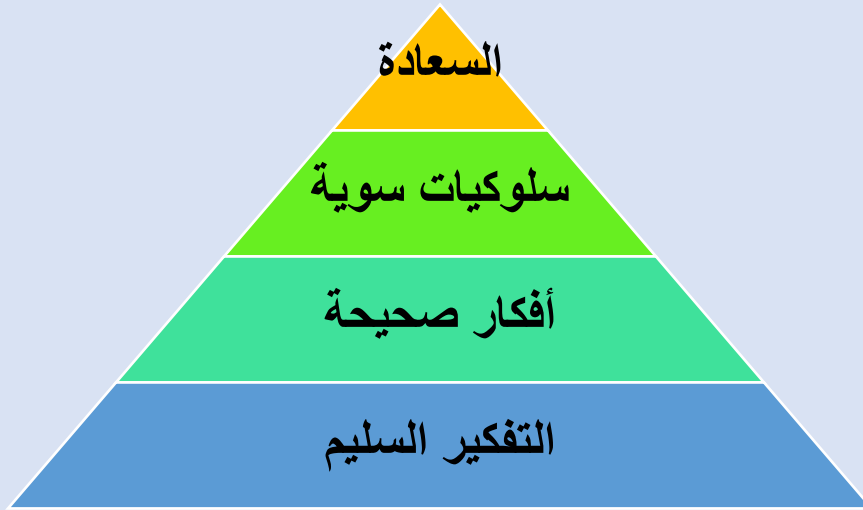 السعادة
سلوكيات سوية
أفكار صحيحة
التفكير السليم